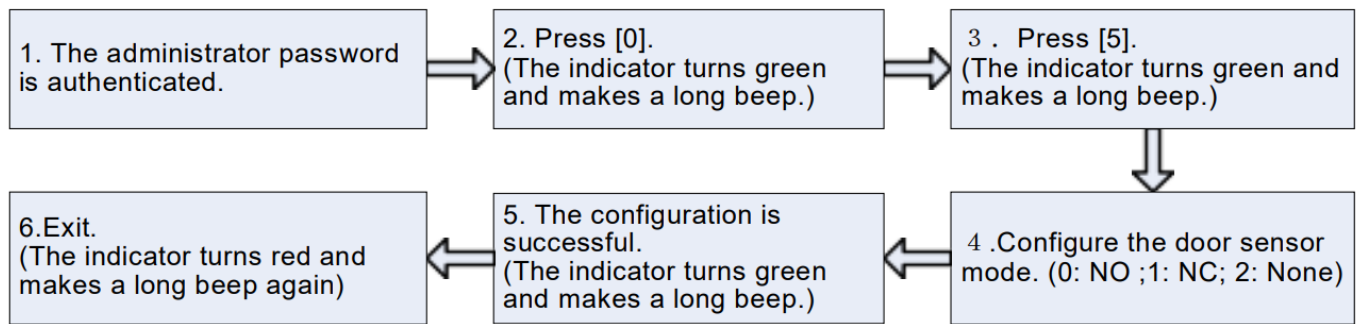 1. The administrator password
is authenticated.
2. Press [0].
(The indicator turns green
and makes a long beep.)
3 . Press [5].
(The indicator turns green and
makes a long beep.)
4 .Configure the door sensor
mode. (0: NO ;1: NC; 2: None)
5. The configuration is
successful.
(The indicator turns green
and makes a long beep.)
6.Exit.
(The indicator turns red and
makes a long beep again)